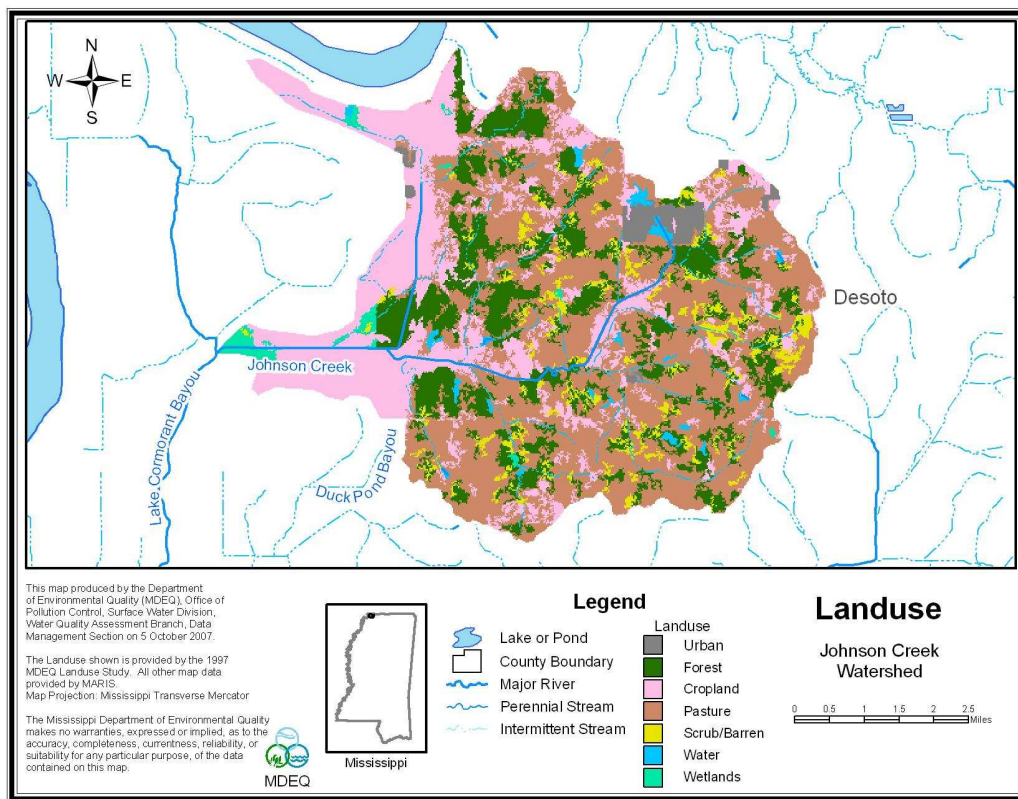 N
W E
S
Desoto
Johnson Creek
Lake Cormorant Bayou
Duck Pond Bayou
This map produced by the Department
of Environmental Quality (MDEQ), Office of
Pollution Control, Surface Water Division,
Water Quality Assessment Branch, Data
Management Section on 5 October 2007.
The Landuse shown is provided by the 1997
MDEQ Landuse Study. All other map data
provided by MARIS.
Map Projection: Mississippi Transverse Mercator
The Mississippi Department of Environmental Quality
makes no warranties, expressed or implied, as to the
accuracy, completeness, currentness, reliability, or
suitability for any particular purpose, of the data
contained on this map.
MDEQ
Mississippi
Legend
Lake or Pond
County Boundary
Major River
Perennial Stream
Intermittent Stream
Landuse
Urban
Forest
Cropland
Pasture
Scrub/Barren
Water
Wetlands
Landuse
Johnson Creek
Watershed
0 0.5 1 1.5 2 2.5
Miles